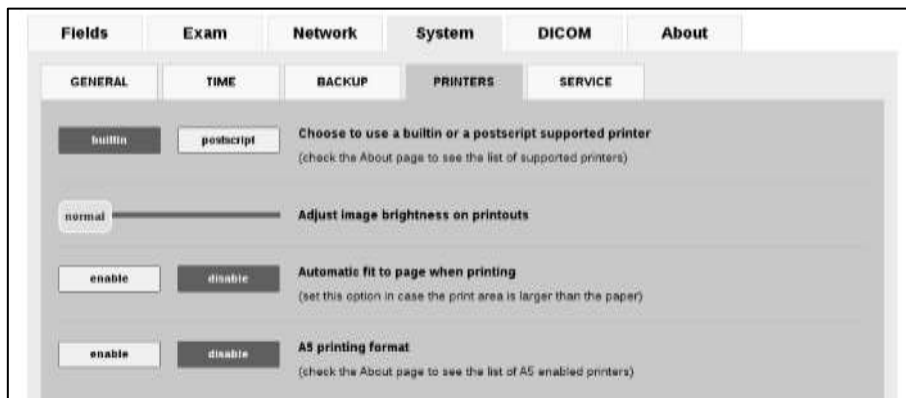 Fields Exam Network System DICOM About
GENERAL TIME BACKUP PRINTERS SERVICE
builtin postscript Choose to use a builtin or a postscript supported printer
(check the About page to see the list of supported printers)
normal Adjust image brightness on printouts
enable disable Automatic fit to page when printing
(set this option in case the print area is larger than the paper)
enable disable A5 printing format
(check the About page to see the list of A5 enabled printers)